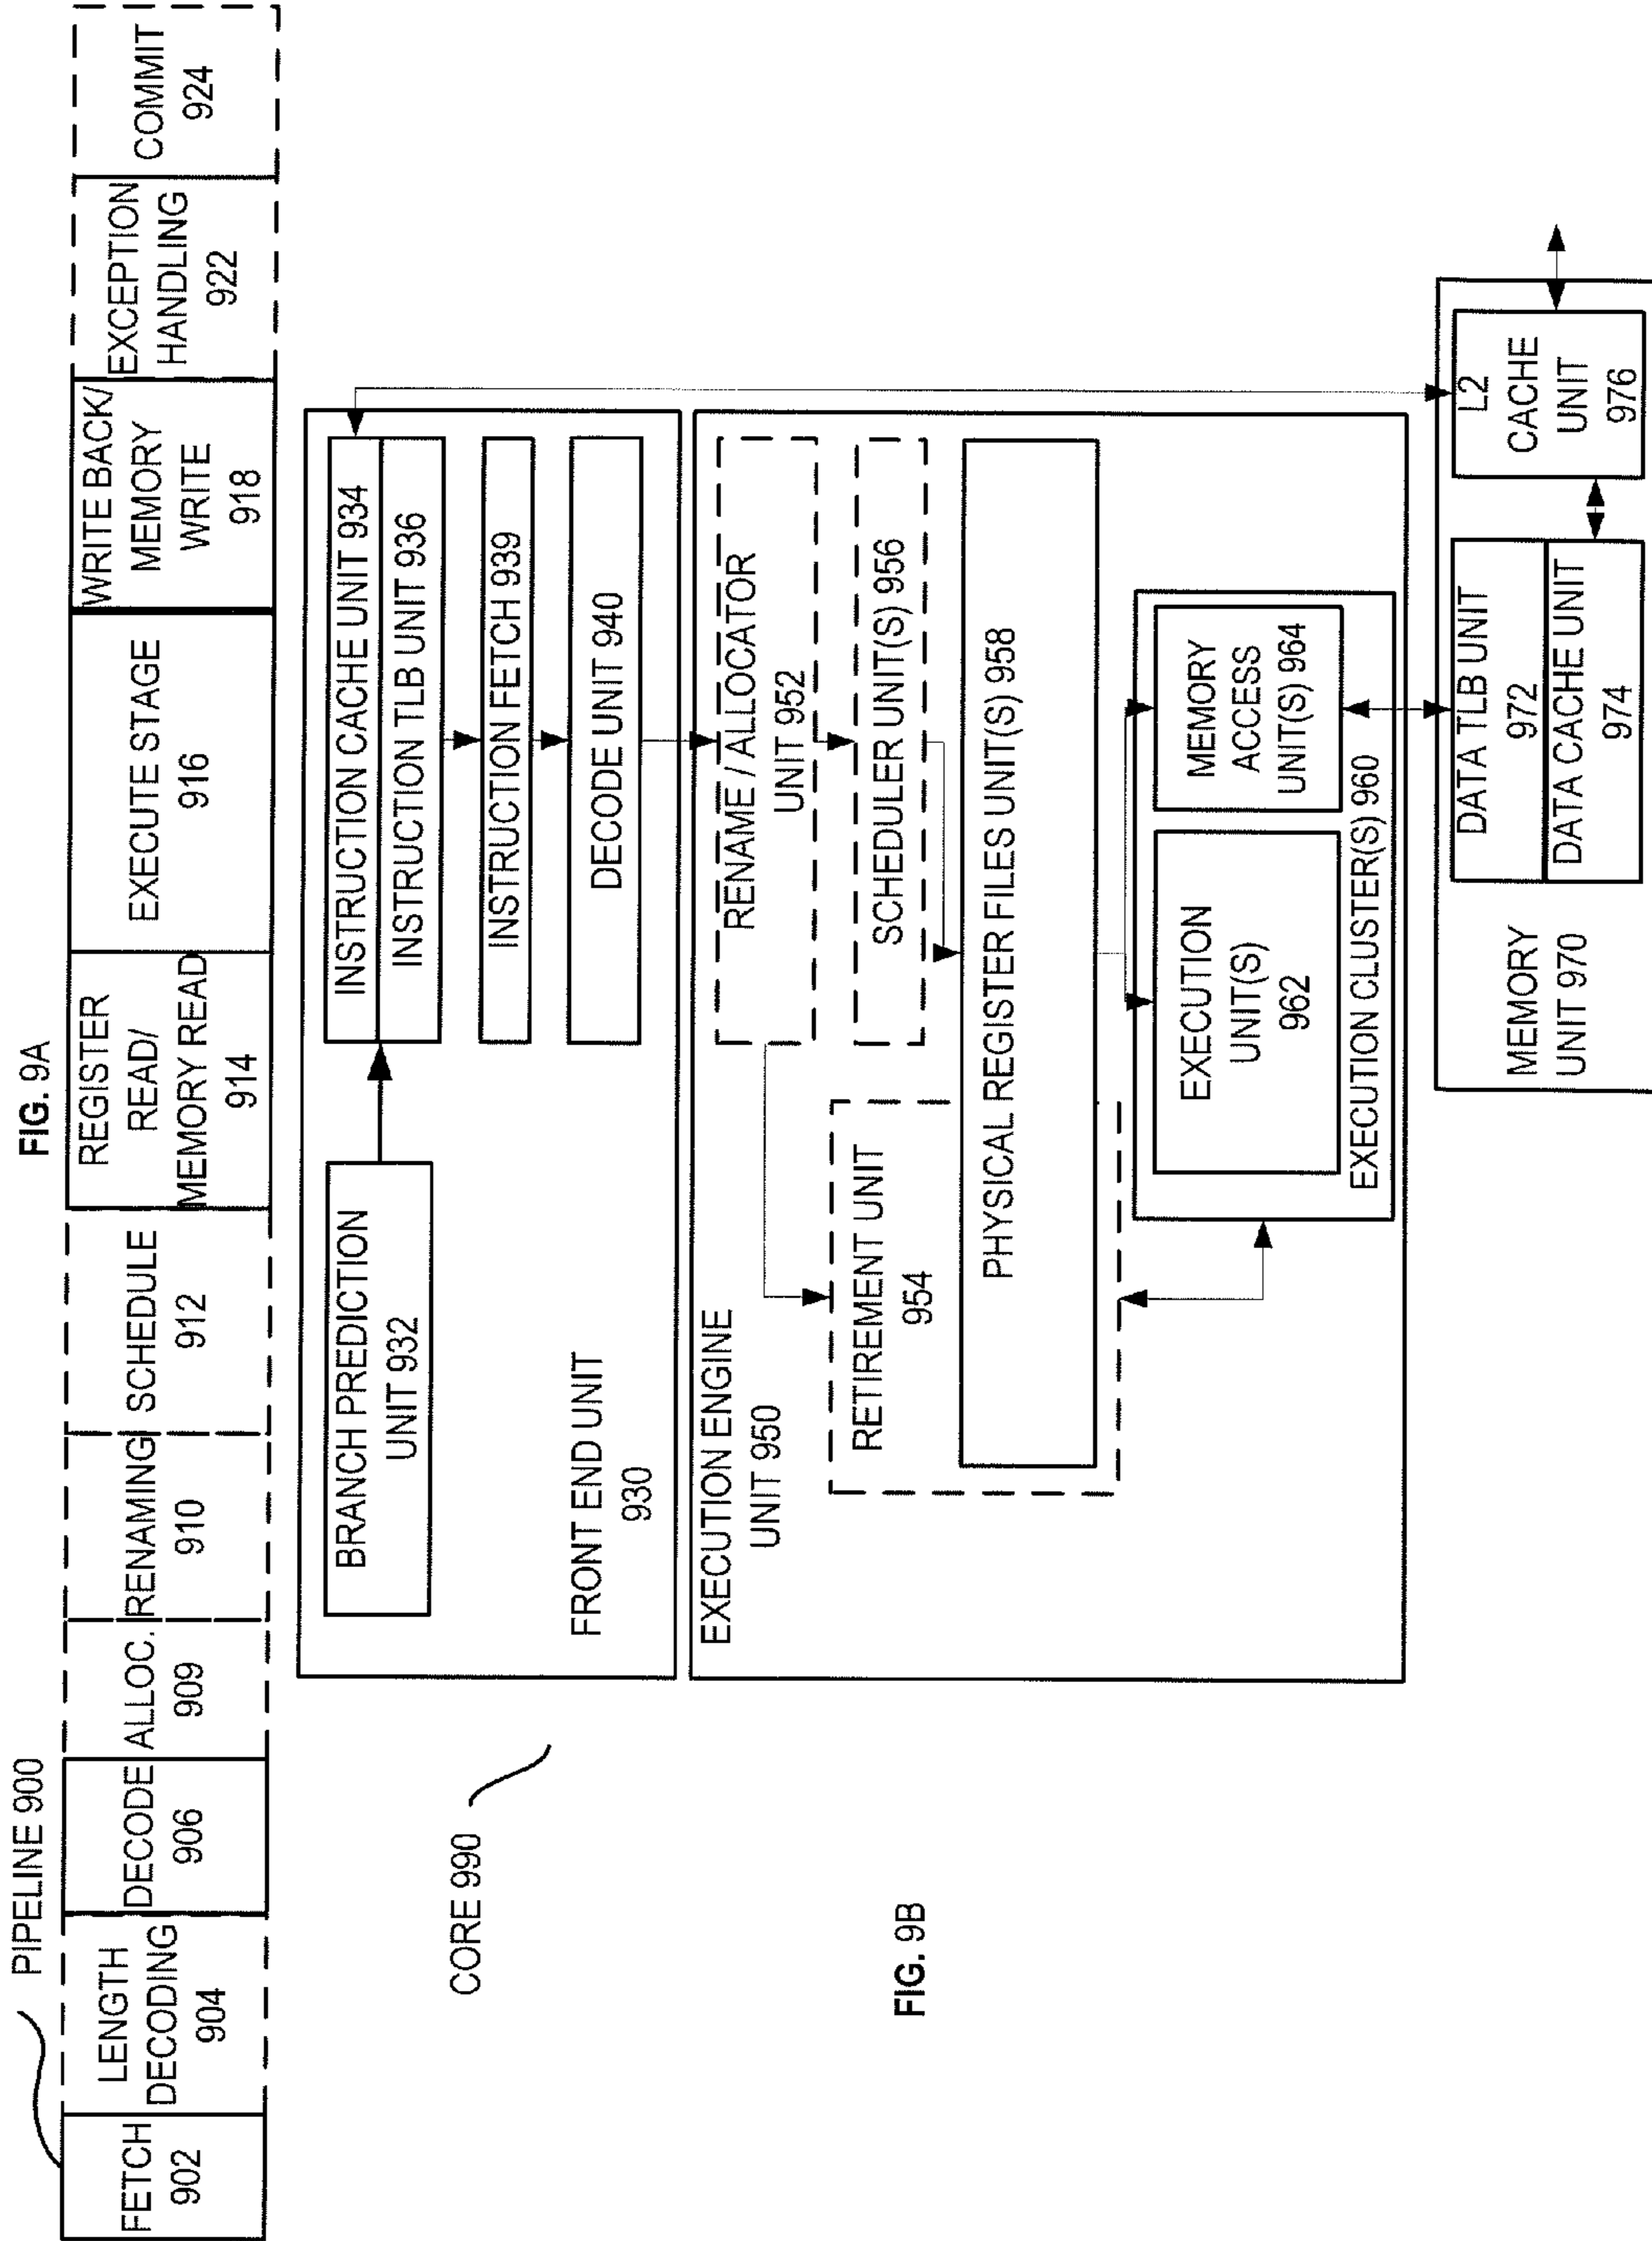 FIG. 9A
PIPELINE 900
FETCH
902
LENGTH
DECODING
904
DECODE
906
ALLOC.
909
RENAMING
910
SCHEDULE
912
REGISTER
READ/
MEMORY READ
914
EXECUTE STAGE
916
WRITE BACK/
MEMORY
WRITE
918
EXCEPTION
HANDLING
922
COMMIT
924
CORE 990
FIG. 9B
BRANCH PREDICTION
UNIT 932
INSTRUCTION CACHE UNIT 934
INSTRUCTION TLB UNIT 936
INSTRUCTION FETCH 939
DECODE UNIT 940
FRONT END UNIT
930
EXECUTION ENGINE
UNIT 950
RENAME / ALLOCATOR
UNIT 952
RETIREMENT UNIT
954
SCHEDULER UNIT(S) 956
PHYSICAL REGISTER FILES UNIT(S) 958
EXECUTION
UNIT(S)
962
MEMORY
ACCESS
UNIT(S) 964
EXECUTION CLUSTER(S) 960
MEMORY
UNIT 970
DATA TLB UNIT
972
DATA CACHE UNIT
974
L2
CACHE
UNIT
976